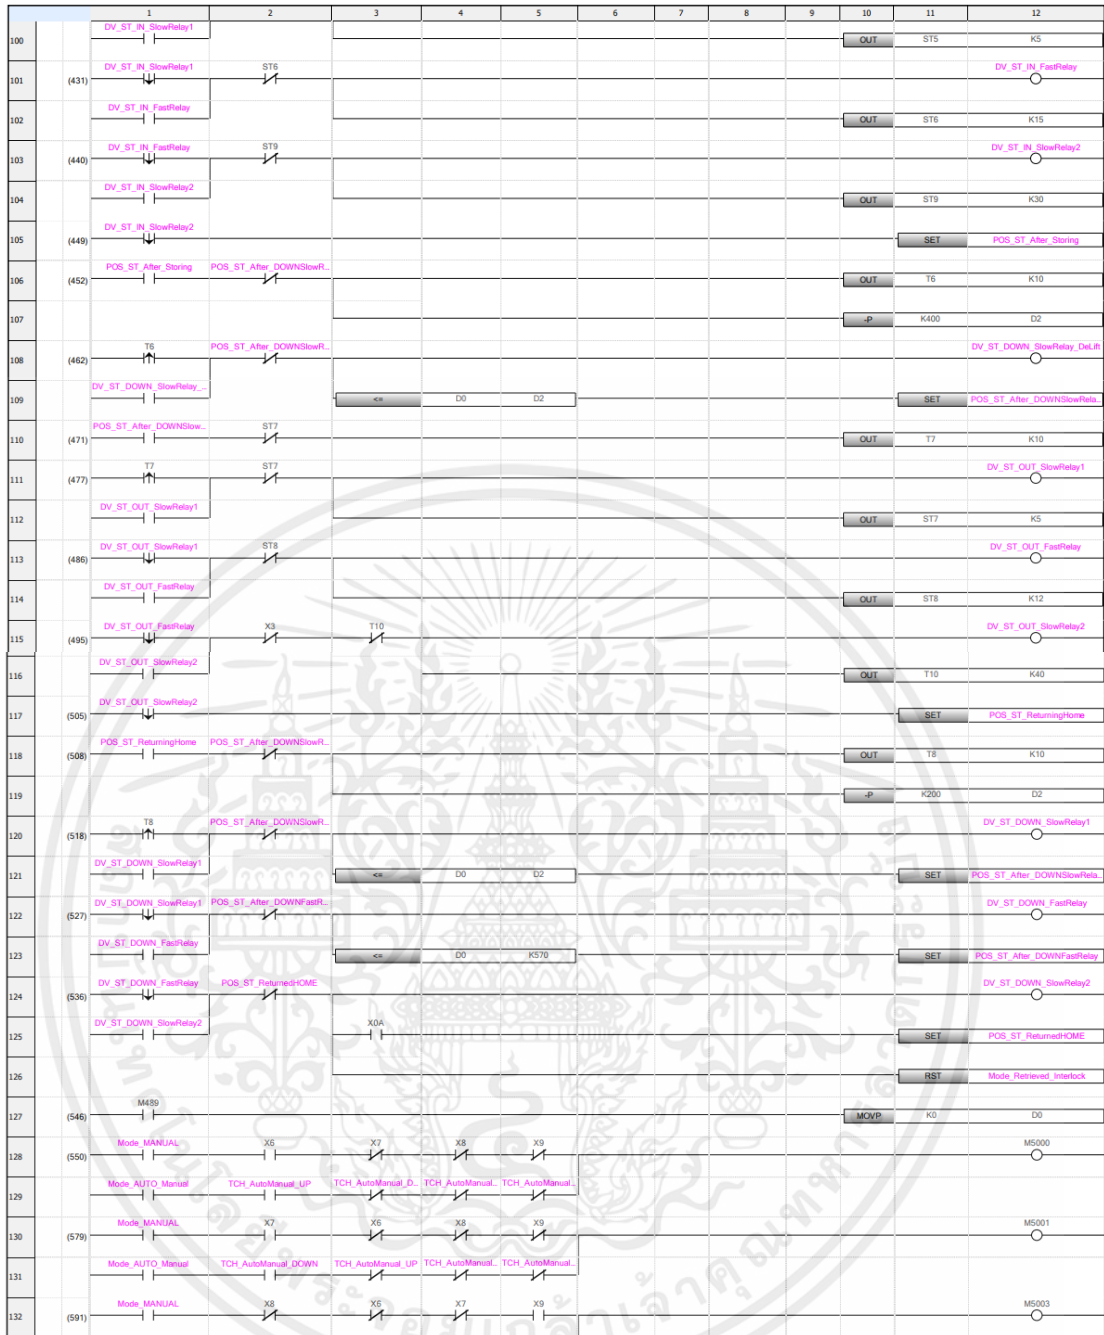 1 2 3 4 5 6 7 8 9 10 11 12
DV_ST_IN_SlowRelay1
100 OUT ST5 K5
DV_ST_IN_SlowRelay1 ST6 DV_ST_IN_FastRelay
101 (431)
DV_ST_IN_FastRelay
102 OUT ST6 K15
DV_ST_IN_FastRelay ST9 DV_ST_IN_SlowRelay2
103 (440)
DV_ST_IN_SlowRelay2
104 OUT ST9 K30
DV_ST_IN_SlowRelay2
105 (449) SET POS_ST_After_Storing
POS_ST_After_Storing POS_ST_After_DOWNSlowR...
106 (452) OUT T6 K10
107 -P K400 D2
T6 POS_ST_After_DOWNSlowR... DV_ST_DOWN_SlowRelay_DeLift
108 (462)
DV_ST_DOWN_SlowRelay_...
109 <= D0 D2 SET POS_ST_After_DOWNSlowRela...
POS_ST_After_DOWNSlow... ST7
110 (471) OUT T7 K10
T7 ST7 DV_ST_OUT_SlowRelay1
111 (477)
DV_ST_OUT_SlowRelay1
112 OUT ST7 K5
DV_ST_OUT_SlowRelay1 ST8 DV_ST_OUT_FastRelay
113 (486)
DV_ST_OUT_FastRelay
114 OUT ST8 K12
DV_ST_OUT_FastRelay X3 T10 DV_ST_OUT_SlowRelay2
115 (495)
DV_ST_OUT_SlowRelay2
116 OUT T10 K40
DV_ST_OUT_SlowRelay2
117 (505) SET POS_ST_ReturningHome
POS_ST_ReturningHome POS_ST_After_DOWNSlowR...
118 (508) OUT T8 K10
119 -P K200 D2
T8 POS_ST_After_DOWNSlowR... DV_ST_DOWN_SlowRelay1
120 (518)
DV_ST_DOWN_SlowRelay1
121 <= D0 D2 SET POS_ST_After_DOWNSlowRela...
DV_ST_DOWN_SlowRelay1 POS_ST_After_DOWNFastR... DV_ST_DOWN_FastRelay
122 (527)
DV_ST_DOWN_FastRelay
123 <= D0 K570 SET POS_ST_After_DOWNFastRelay
DV_ST_DOWN_FastRelay POS_ST_ReturnedHOME DV_ST_DOWN_SlowRelay2
124 (536)
DV_ST_DOWN_SlowRelay2 X0A
125 SET POS_ST_ReturnedHOME
126 RST Mode_Retrieved_Interlock
M489
127 (546) MOVP K0 D0
Mode_MANUAL X6 X7 X8 X9 M5000
128 (550)
Mode_AUTO_Manual TCH_AutoManual_UP TCH_AutoManual_D... TCH_AutoManual... TCH_AutoManual...
129
Mode_MANUAL X7 X6 X8 X9 M5001
130 (579)
Mode_AUTO_Manual TCH_AutoManual_DOWN TCH_AutoManual_UP TCH_AutoManual... TCH_AutoManual...
131
Mode_MANUAL X8 X6 X7 X9 M5003
132 (591)